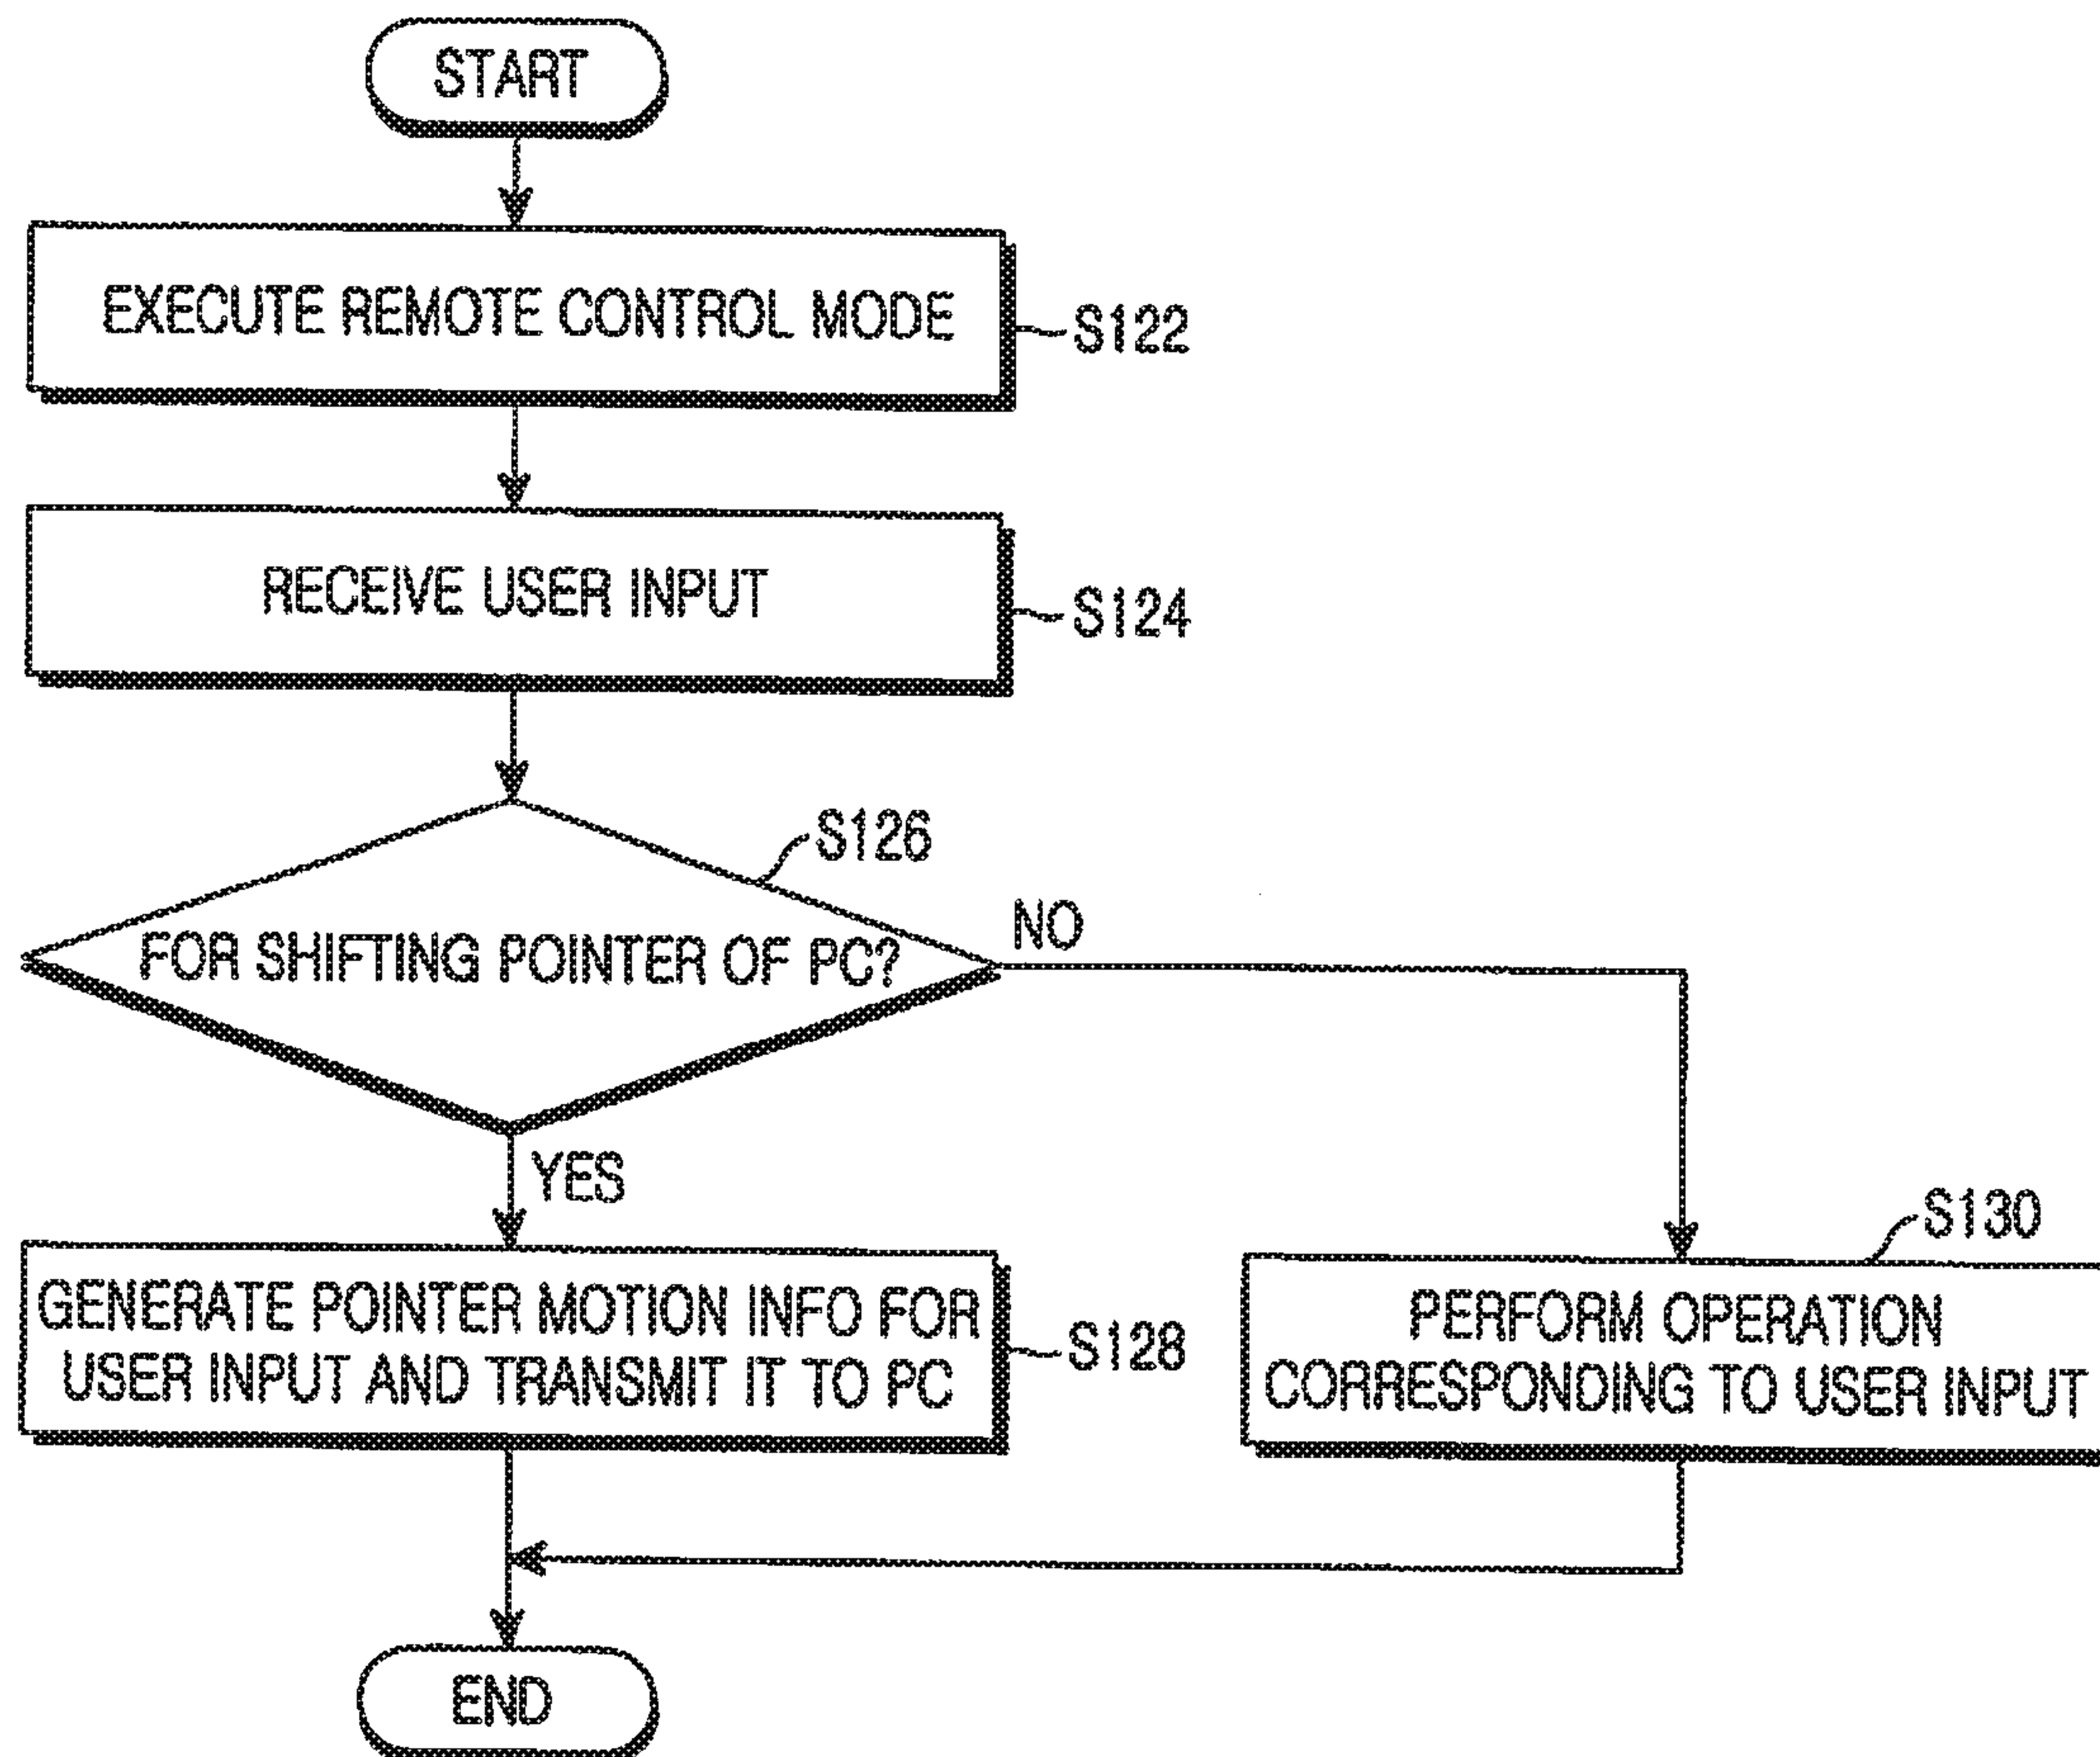 START
EXECUTE REMOTE CONTROL MODE
S122
RECEIVE USER INPUT
S124
S126
FOR SHIFTING POINTER OF PC?
NO
YES
GENERATE POINTER MOTION INFO FOR
USER INPUT AND TRANSMIT IT TO PC
S128
S130
PERFORM OPERATION
CORRESPONDING TO USER INPUT
END